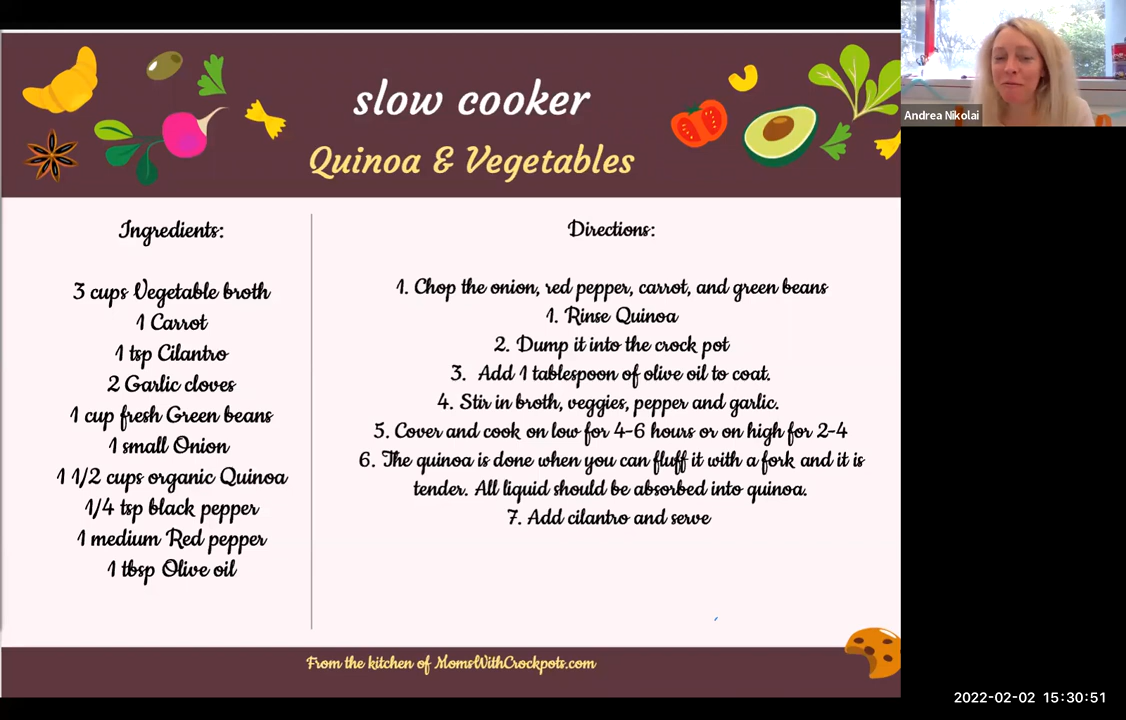 slow cooker
Quinoa & Vegetables
Andrea Nikolai
Ingredients:
3 cups Vegetable broth
1 Carrot
1 tsp Cilantro
2 Garlic cloves
1 cup fresh Green beans
1 small Onion
1 1/2 cups organic Quinoa
1/4 tsp black pepper
1 medium Red pepper
1 tbsp Olive oil
Directions:
1. Chop the onion, red pepper, carrot, and green beans
1. Rinse Quinoa
2. Dump it into the crock pot
3. Add 1 tablespoon of olive oil to coat.
4. Stir in broth, veggies, pepper and garlic.
5. Cover and cook on low for 4-6 hours or on high for 2-4
6. The quinoa is done when you can fluff it with a fork and it is
tender. All liquid should be absorbed into quinoa.
7. Add cilantro and serve
From the kitchen of MomsWithCrockpots.com
2022-02-02 15:30:51